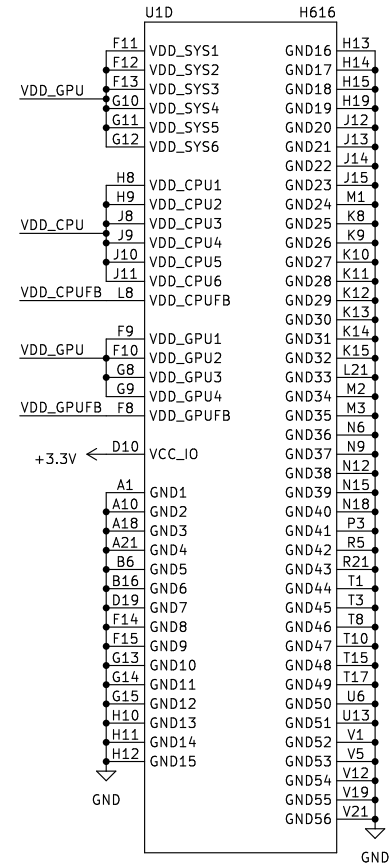 U1D H616
F11 VDD_SYS1 GND16 H13
F12 VDD_SYS2 GND17 H14
F13 VDD_SYS3 GND18 H15
VDD_GPU G10 VDD_SYS4 GND19 H19
G11 VDD_SYS5 GND20 J12
G12 VDD_SYS6 GND21 J13
GND22 J14
H8 VDD_CPU1 GND23 J15
H9 VDD_CPU2 GND24 M1
J8 VDD_CPU3 GND25 K8
VDD_CPU J9 VDD_CPU4 GND26 K9
J10 VDD_CPU5 GND27 K10
J11 VDD_CPU6 GND28 K11
VDD_CPUFB L8 VDD_CPUFB GND29 K12
GND30 K13
F9 VDD_GPU1 GND31 K14
VDD_GPU F10 VDD_GPU2 GND32 K15
G8 VDD_GPU3 GND33 L21
G9 VDD_GPU4 GND34 M2
VDD_GPUFB F8 VDD_GPUFB GND35 M3
GND36 N6
+3.3V D10 VCC_IO GND37 N9
GND38 N12
A1 GND1 GND39 N15
A10 GND2 GND40 N18
A18 GND3 GND41 P3
A21 GND4 GND42 R5
B6 GND5 GND43 R21
B16 GND6 GND44 T1
D19 GND7 GND45 T3
F14 GND8 GND46 T8
F15 GND9 GND47 T10
G13 GND10 GND48 T15
G14 GND11 GND49 T17
G15 GND12 GND50 U6
H10 GND13 GND51 U13
H11 GND14 GND52 V1
H12 GND15 GND53 V5
GND54 V12
GND GND55 V19
GND56 V21
GND